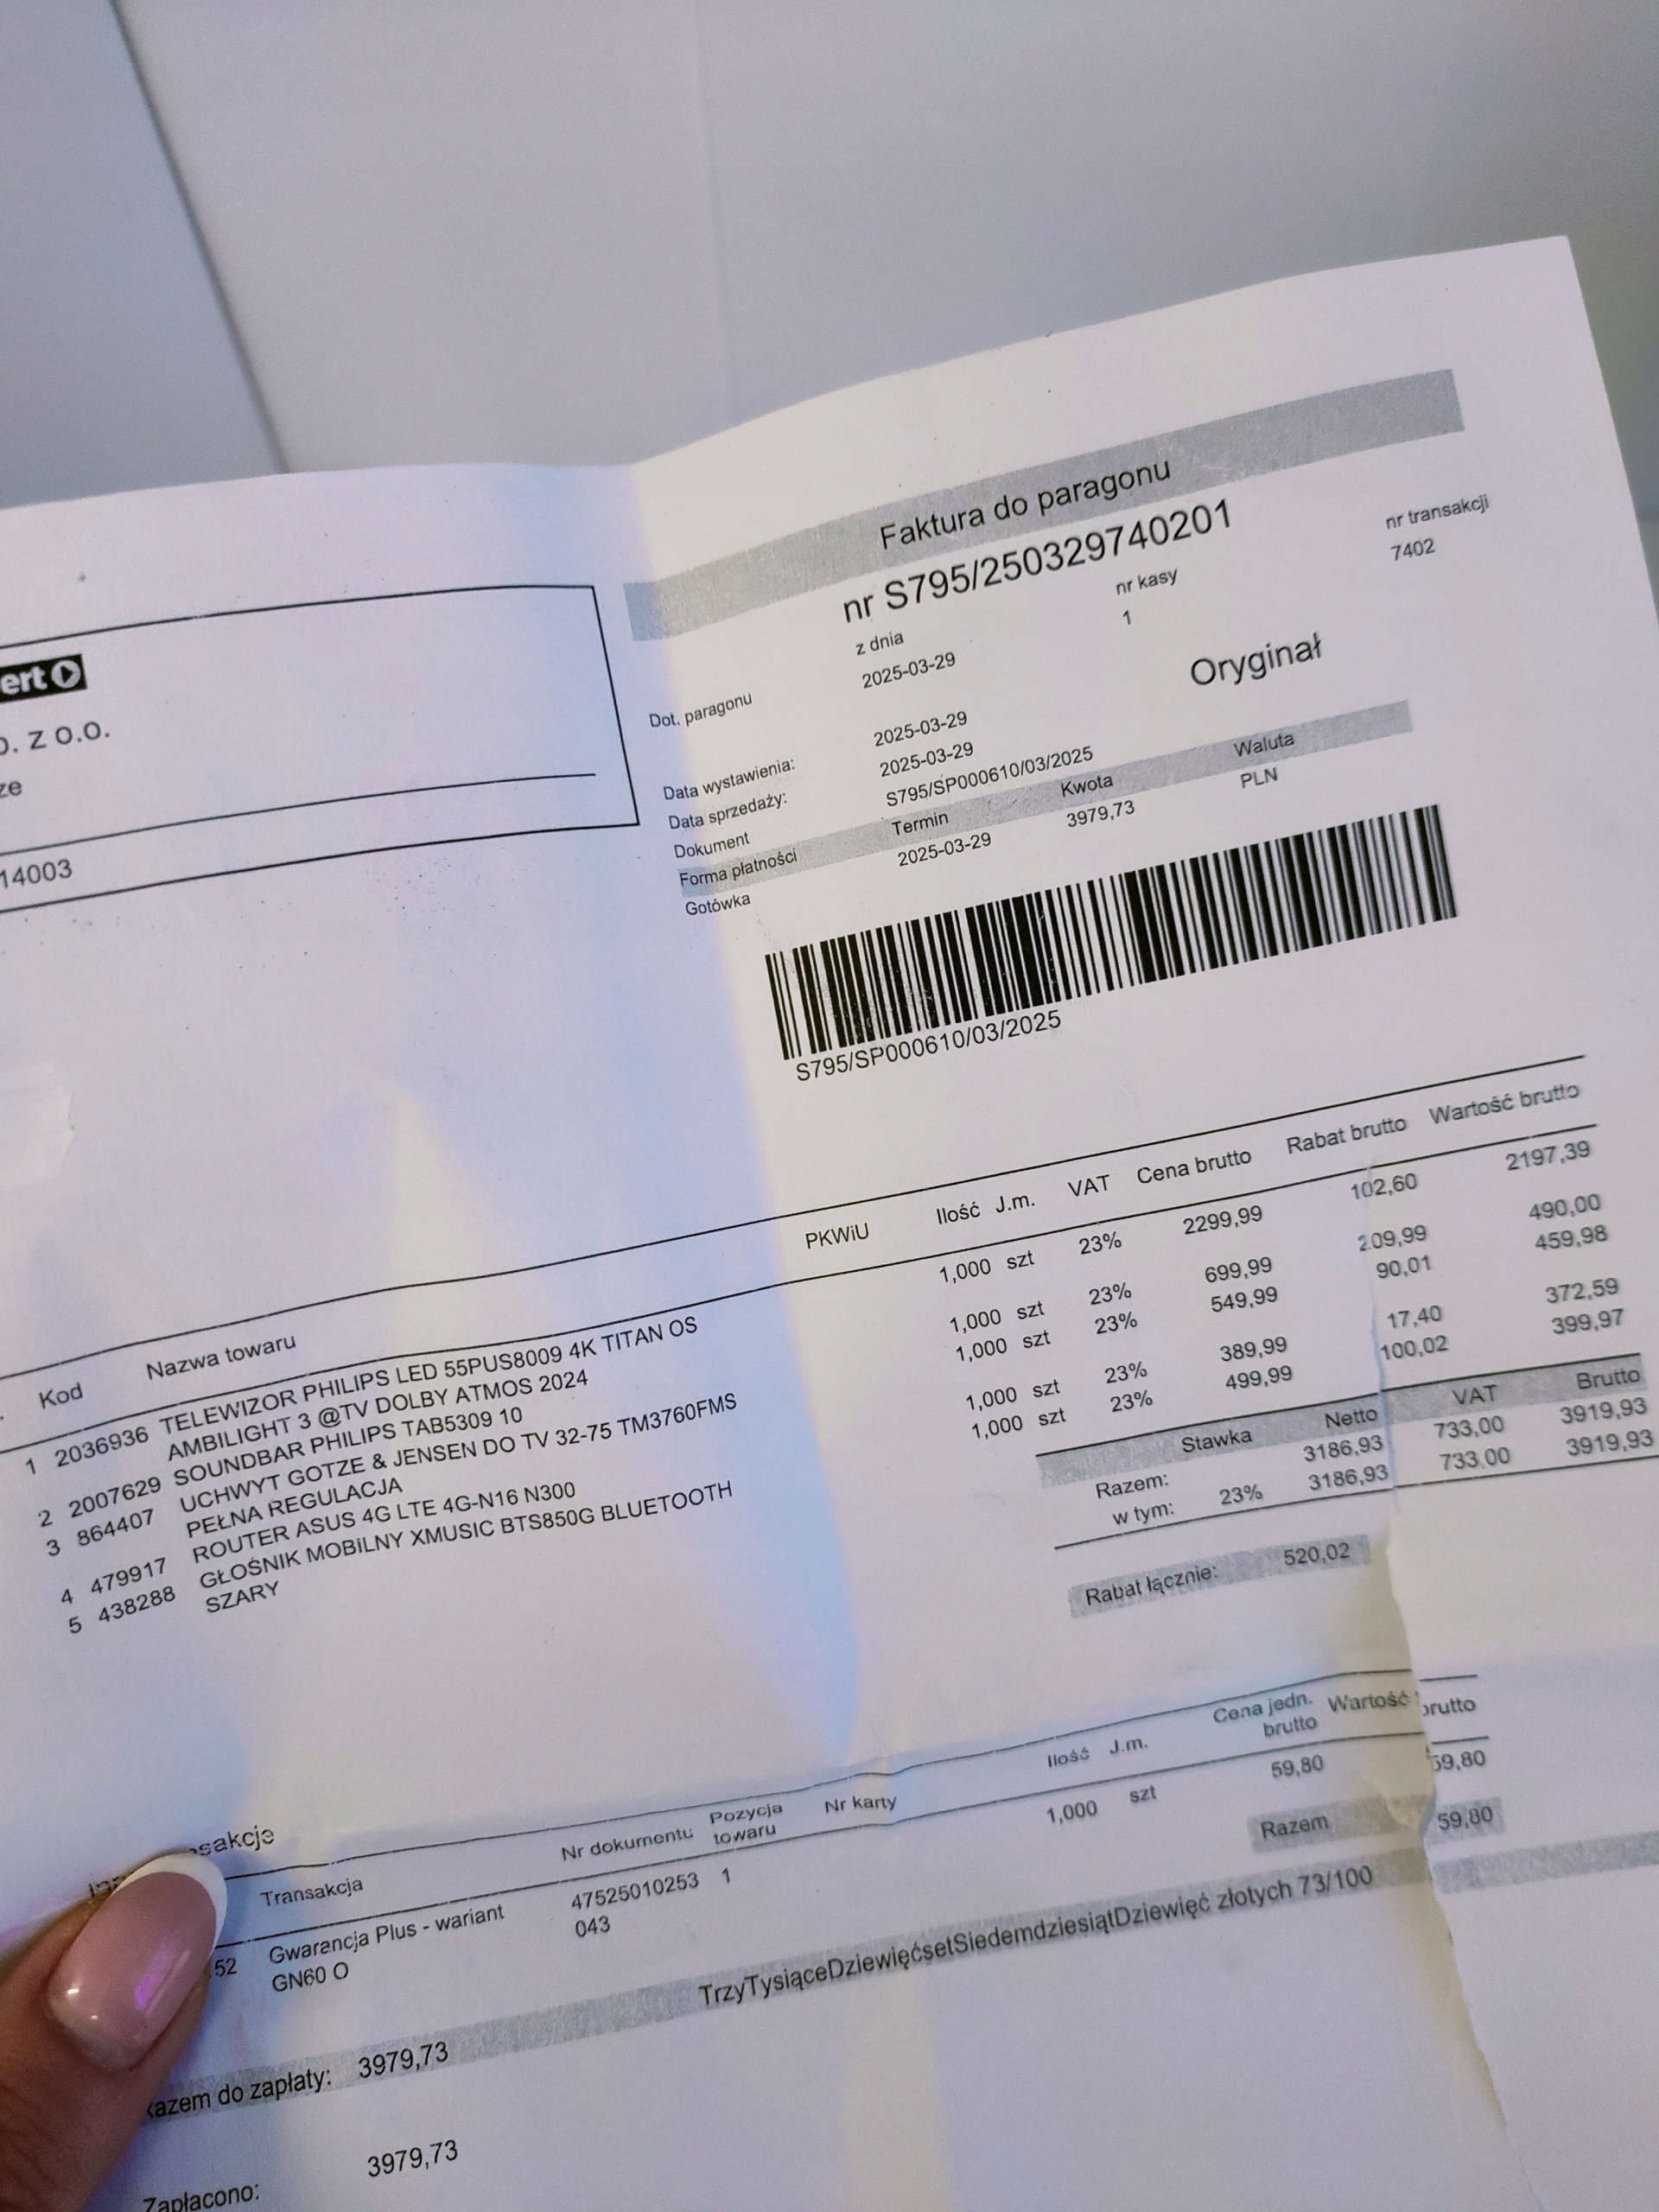 Faktura do paragonu
nr S795/250329740201
z dnia nr kasy nr transakcji
Dot. paragonu 2025-03-29 1 7402
Oryginał
Data wystawienia: 2025-03-29
Data sprzedaży: 2025-03-29
Dokument S795/SP000610/03/2025
Forma płatności Termin Kwota Waluta
Gotówka 2025-03-29 3979,73 PLN
S795/SP000610/03/2025
ert
z o.o.
14003
Kod Nazwa towaru PKWiU Ilość J.m. VAT Cena brutto Rabat brutto Wartość brutto
1 2036936 TELEWIZOR PHILIPS LED 55PUS8009 4K TITAN OS 1,000 szt 23% 2299,99 102,60 2197,39
AMBILIGHT 3 @TV DOLBY ATMOS 2024
2 2007629 SOUNDBAR PHILIPS TAB5309 10 1,000 szt 23% 699,99 209,99 490,00
3 864407 UCHWYT GOTZE & JENSEN DO TV 32-75 TM3760FMS 1,000 szt 23% 549,99 90,01 459,98
PEŁNA REGULACJA
4 479917 ROUTER ASUS 4G LTE 4G-N16 N300 1,000 szt 23% 389,99 17,40 372,59
5 438288 GŁOŚNIK MOBiLNY XMUSIC BTS850G BLUETOOTH 1,000 szt 23% 499,99 100,02 399,97
SZARY
Stawka Netto VAT Brutto
Razem: 3186,93 733,00 3919,93
w tym: 23% 3186,93 733,00 3919,93
Rabat łącznie: 520,02
Transakcja Nr dokumentu Pozycja towaru Nr karty Ilość J.m. Cena jedn. brutto Wartość brutto
52 Gwarancja Plus - wariant 47525010253 1 1,000 szt 59,80 59,80
GN60 O 043
Razem 59,80
azem do zapłaty: 3979,73 TrzyTysiąceDziewięćsetSiedemdziesiątDziewięć złotych 73/100
Zapłacono: 3979,73